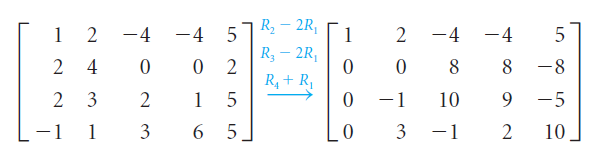 1 2 −4 −4 5 R₂ − 2R₁ 1 2 −4 −4 5
2 4 0 0 2 R₃ − 2R₁ 0 0 8 8 −8
2 3 2 1 5 R₄ + R₁ 0 −1 10 9 −5
−1 1 3 6 5 0 3 −1 2 10